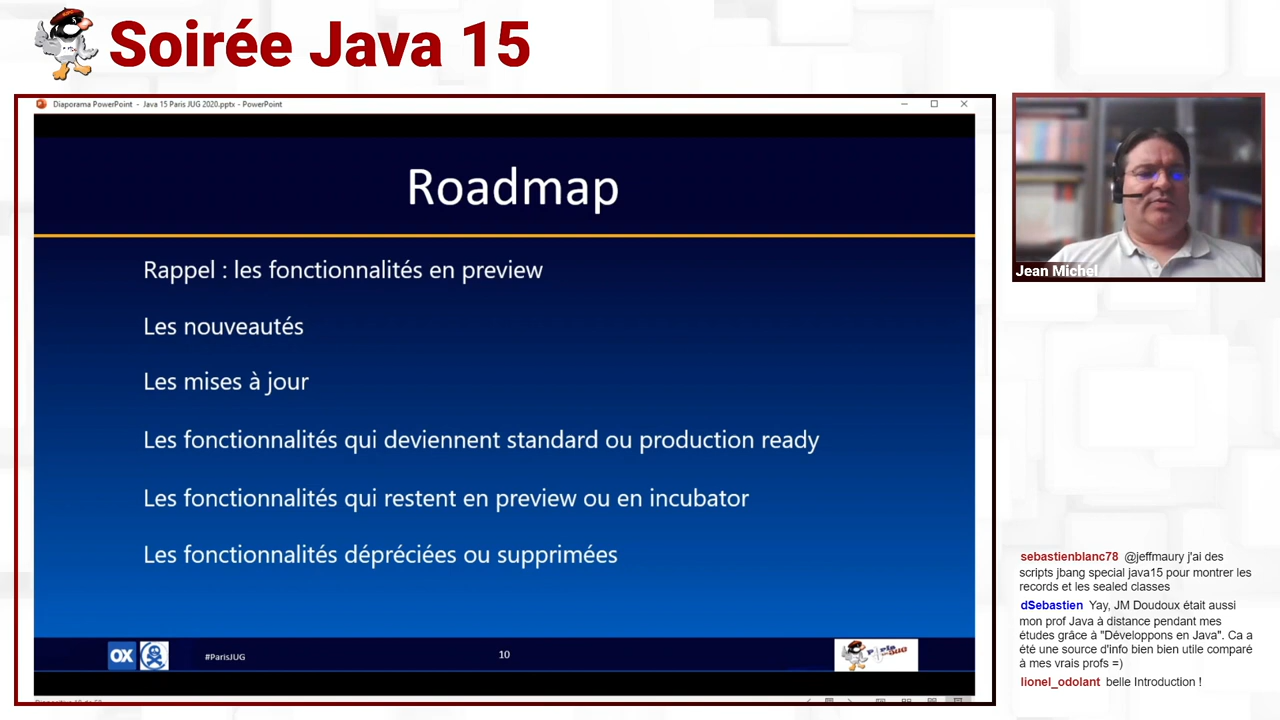 Soirée Java 15
Diaporama PowerPoint - Java 15 Paris JUG 2020.pptx - PowerPoint
Roadmap
Rappel : les fonctionnalités en preview
Les nouveautés
Les mises à jour
Les fonctionnalités qui deviennent standard ou production ready
Les fonctionnalités qui restent en preview ou en incubator
Les fonctionnalités dépréciées ou supprimées
OX
#ParisJUG
10
Jean Michel
sebastienblanc78 @jeffmaury j'ai des
scripts jbang special java15 pour montrer les
records et les sealed classes
dSebastien Yay, JM Doudoux était aussi
mon prof Java à distance pendant mes
études grâce à "Développons en Java". Ca a
été une source d'info bien bien utile comparé
à mes vrais profs =)
lionel_odolant belle Introduction !